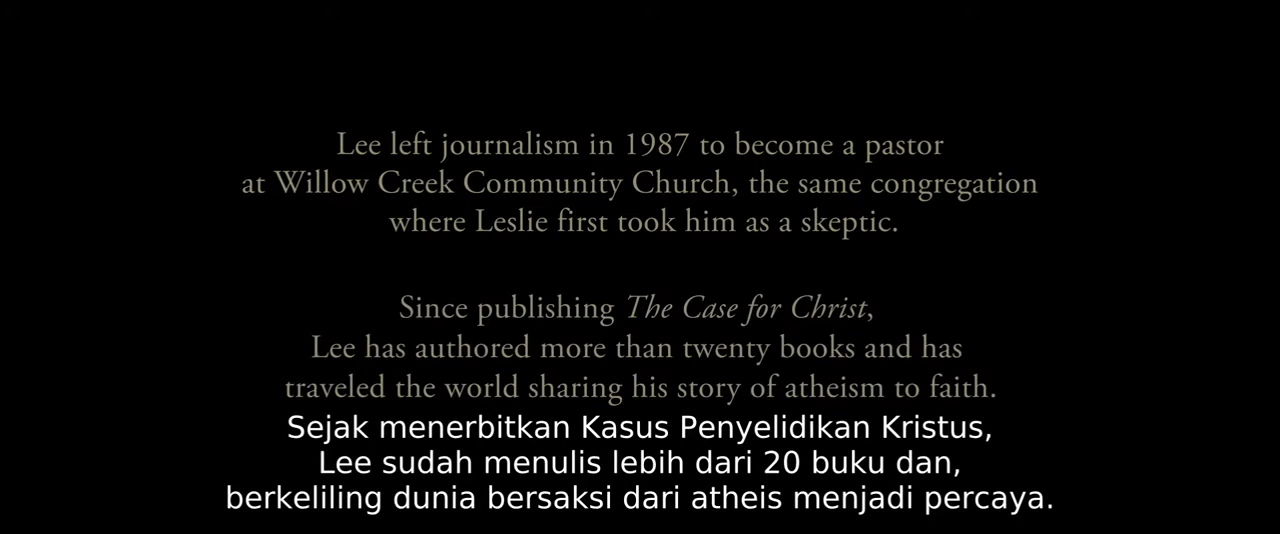 Lee left journalism in 1987 to become a pastor
at Willow Creek Community Church, the same congregation
where Leslie first took him as a skeptic.
Since publishing The Case for Christ,
Lee has authored more than twenty books and has
traveled the world sharing his story of atheism to faith.
Sejak menerbitkan Kasus Penyelidikan Kristus,
Lee sudah menulis lebih dari 20 buku dan,
berkeliling dunia bersaksi dari atheis menjadi percaya.